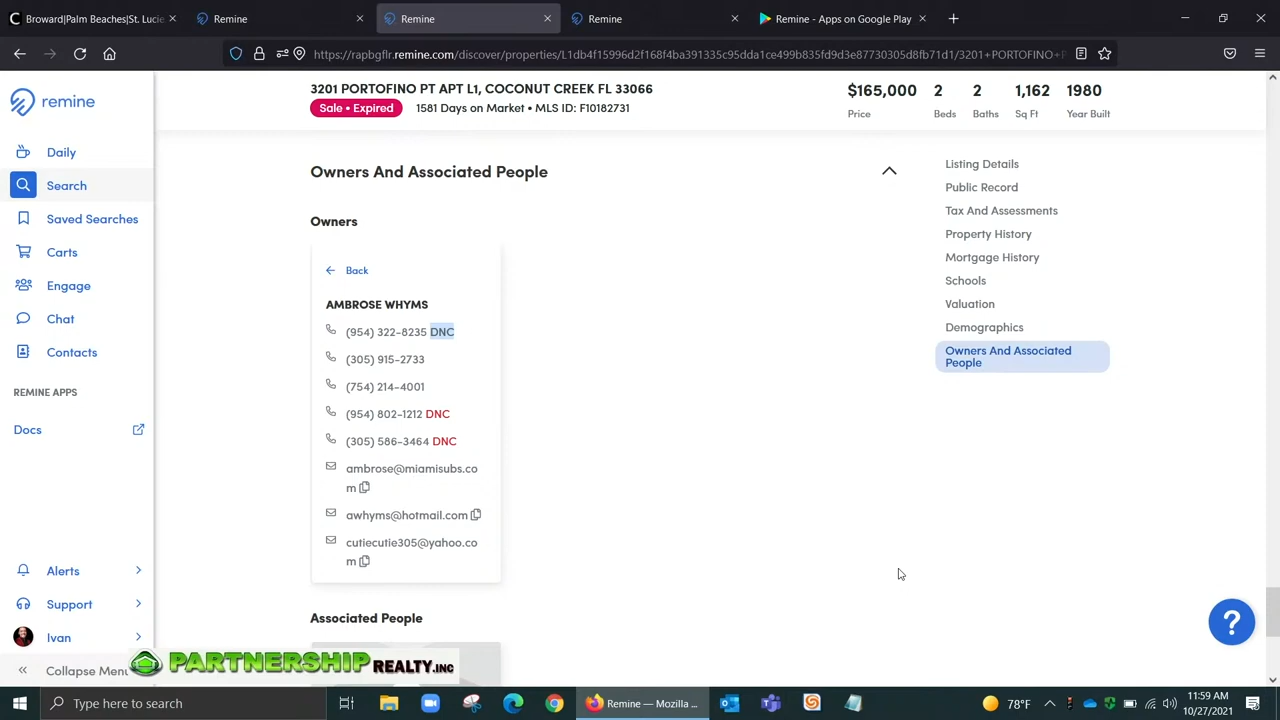 Broward|Palm Beaches|St. Lucie
Remine
Remine
Remine
Remine - Apps on Google Play
https://rapbgflr.remine.com/discover/properties/L1db4f15996d2f168f4ba391335c95dda1ce499b835fd9d3e87730305d8fb71d1/3201+PORTOFINO+P
remine
Daily
Search
Saved Searches
Carts
Engage
Chat
Contacts
REMINE APPS
Docs
Alerts
Support
Ivan
Collapse Menu
3201 PORTOFINO PT APT L1, COCONUT CREEK FL 33066
Sale • Expired 1581 Days on Market • MLS ID: F10182731
$165,000 2 2 1,162 1980
Price Beds Baths Sq Ft Year Built
Owners And Associated People
Owners
Back
AMBROSE WHYMS
(954) 322-8235 DNC
(305) 915-2733
(754) 214-4001
(954) 802-1212 DNC
(305) 586-3464 DNC
ambrose@miamisubs.co
m
awhyms@hotmail.com
cutiecutie305@yahoo.co
m
Associated People
Listing Details
Public Record
Tax And Assessments
Property History
Mortgage History
Schools
Valuation
Demographics
Owners And Associated
People
?
PARTNERSHIP REALTY.INC
Type here to search
Remine — Mozilla ...
78°F
11:59 AM
10/27/2021